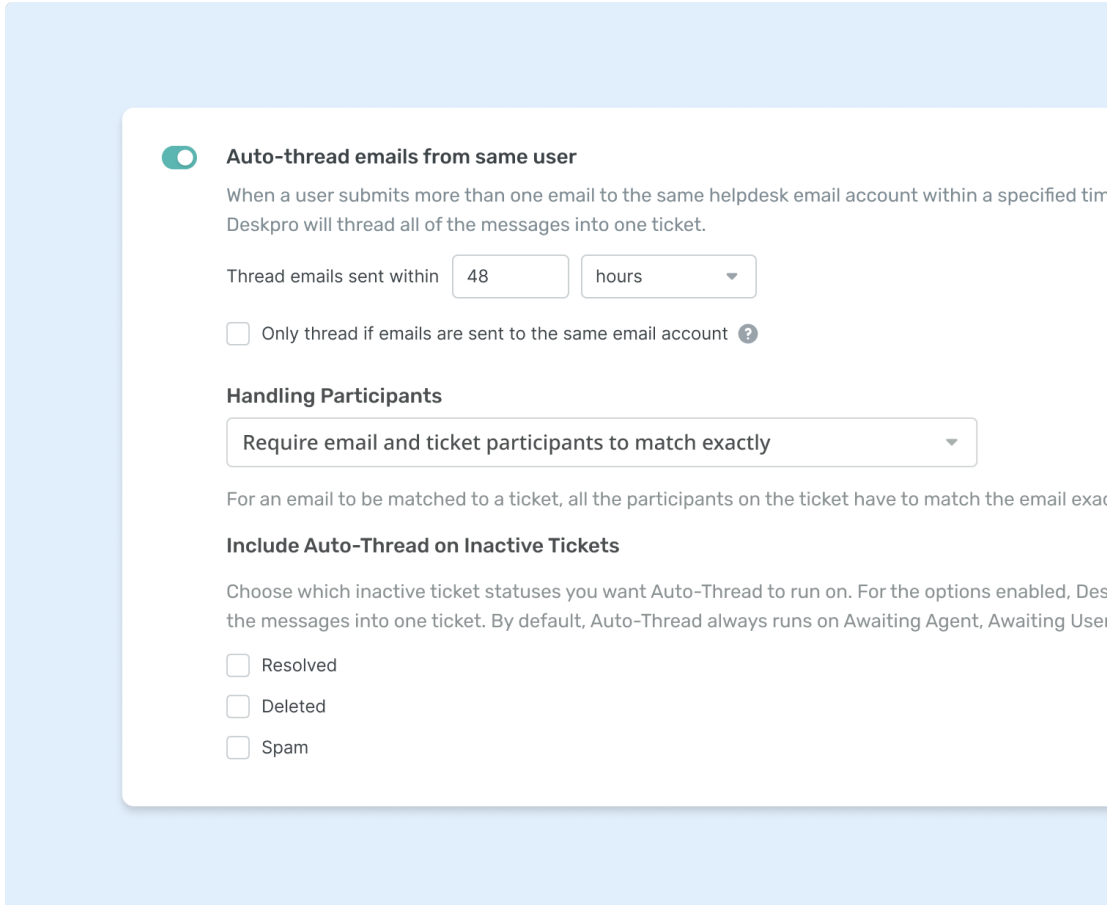 Auto-thread emails from same user
When a user submits more than one email to the same helpdesk email account within a specified
Deskpro will thread all of the messages into one ticket.
Thread emails sent within 48 hours
Only thread if emails are sent to the same email account ?
Handling Participants
Require email and ticket participants to match exactly
For an email to be matched to a ticket, all the participants on the ticket have to match the email
Include Auto-Thread on Inactive Tickets
Choose which inactive ticket statuses you want Auto-Thread to run on. For the options enabled,
the messages into one ticket. By default, Auto-Thread always runs on Awaiting Agent, Awaiting User
Resolved
Deleted
Spam